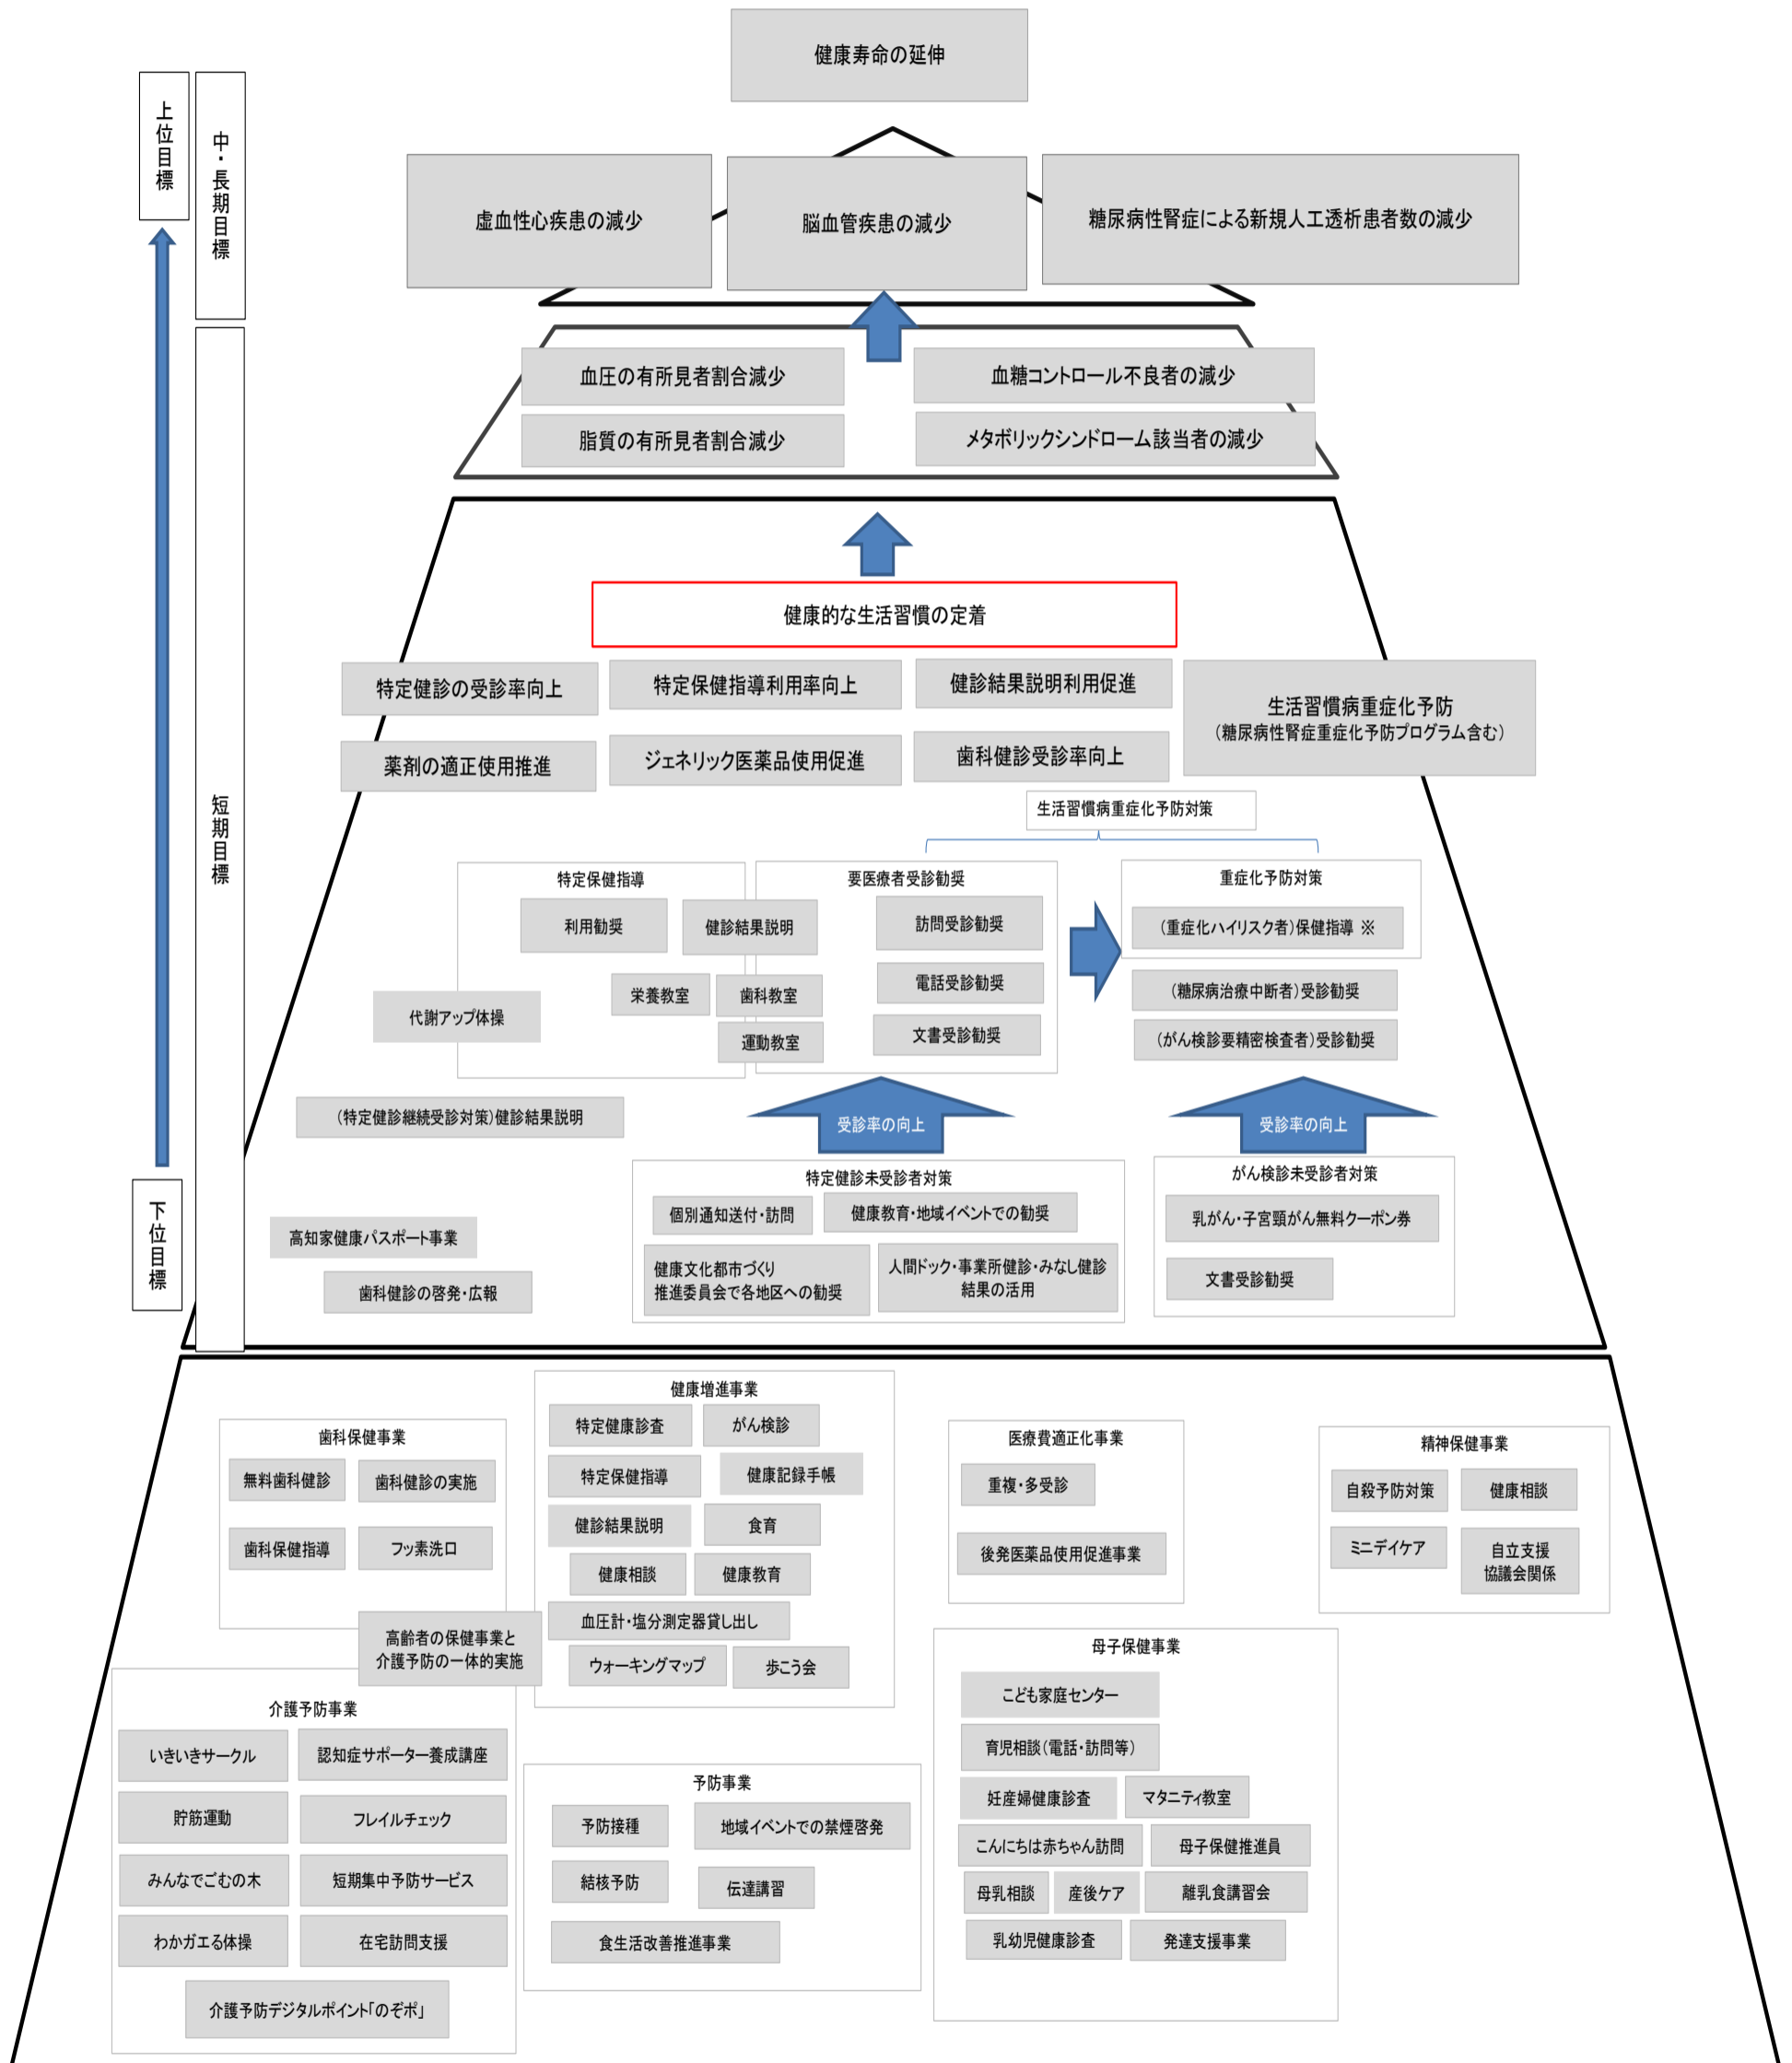 健康寿命の延伸
上位目標
中・長期目標
虚血性心疾患の減少
脳血管疾患の減少
糖尿病性腎症による新規人工透析患者数の減少
短期目標
血圧の有所見者割合減少
血糖コントロール不良者の減少
脂質の有所見者割合減少
メタボリックシンドローム該当者の減少
健康的な生活習慣の定着
特定健診の受診率向上
特定保健指導利用率向上
健診結果説明利用促進
生活習慣病重症化予防
（糖尿病性腎症重症化予防プログラム含む）
薬剤の適正使用推進
ジェネリック医薬品使用促進
歯科健診受診率向上
生活習慣病重症化予防対策
特定保健指導
利用勧奨
健診結果説明
栄養教室
歯科教室
運動教室
代謝アップ体操
要医療者受診勧奨
訪問受診勧奨
電話受診勧奨
文書受診勧奨
重症化予防対策
（重症化ハイリスク者）保健指導 ※
（糖尿病治療中断者）受診勧奨
（がん検診要精密検査者）受診勧奨
（特定健診継続受診対策）健診結果説明
受診率の向上
受診率の向上
下位目標
高知家健康パスポート事業
歯科健診の啓発・広報
特定健診未受診者対策
個別通知送付・訪問
健康教育・地域イベントでの勧奨
健康文化都市づくり
推進委員会で各地区への勧奨
人間ドック・事業所健診・みなし健診
結果の活用
がん検診未受診者対策
乳がん・子宮頸がん無料クーポン券
文書受診勧奨
歯科保健事業
無料歯科健診
歯科健診の実施
歯科保健指導
フッ素洗口
高齢者の保健事業と
介護予防の一体的実施
健康増進事業
特定健康診査
がん検診
特定保健指導
健康記録手帳
健診結果説明
食育
健康相談
健康教育
血圧計・塩分測定器貸し出し
ウォーキングマップ
歩こう会
医療費適正化事業
重複・多受診
後発医薬品使用促進事業
精神保健事業
自殺予防対策
健康相談
ミニデイケア
自立支援
協議会関係
介護予防事業
いきいきサークル
認知症サポーター養成講座
貯筋運動
フレイルチェック
みんなでごむの木
短期集中予防サービス
わかガエる体操
在宅訪問支援
介護予防デジタルポイント「のぞポ」
予防事業
予防接種
地域イベントでの禁煙啓発
結核予防
伝達講習
食生活改善推進事業
母子保健事業
こども家庭センター
育児相談（電話・訪問等）
妊産婦健康診査
マタニティ教室
こんにちは赤ちゃん訪問
母子保健推進員
母乳相談
産後ケア
離乳食講習会
乳幼児健康診査
発達支援事業